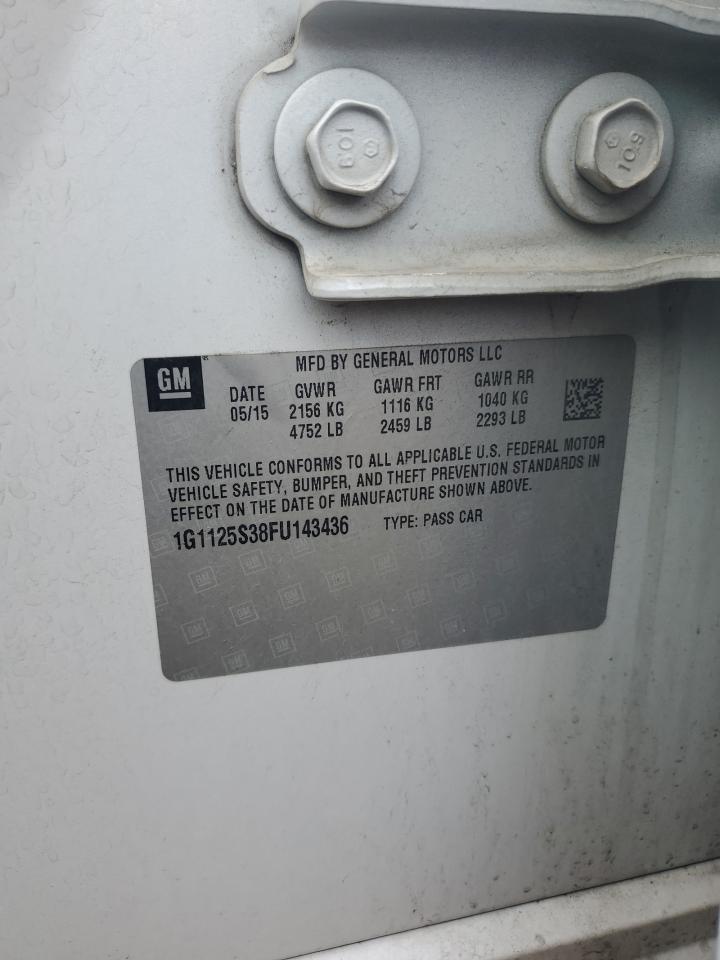 109
10.9
GM
MFD BY GENERAL MOTORS LLC
DATE GVWR GAWR FRT GAWR RR
05/15 2156 KG 1116 KG 1040 KG
4752 LB 2459 LB 2293 LB
THIS VEHICLE CONFORMS TO ALL APPLICABLE U.S. FEDERAL MOTOR
VEHICLE SAFETY, BUMPER, AND THEFT PREVENTION STANDARDS IN
EFFECT ON THE DATE OF MANUFACTURE SHOWN ABOVE.
1G1125S38FU143436 TYPE: PASS CAR